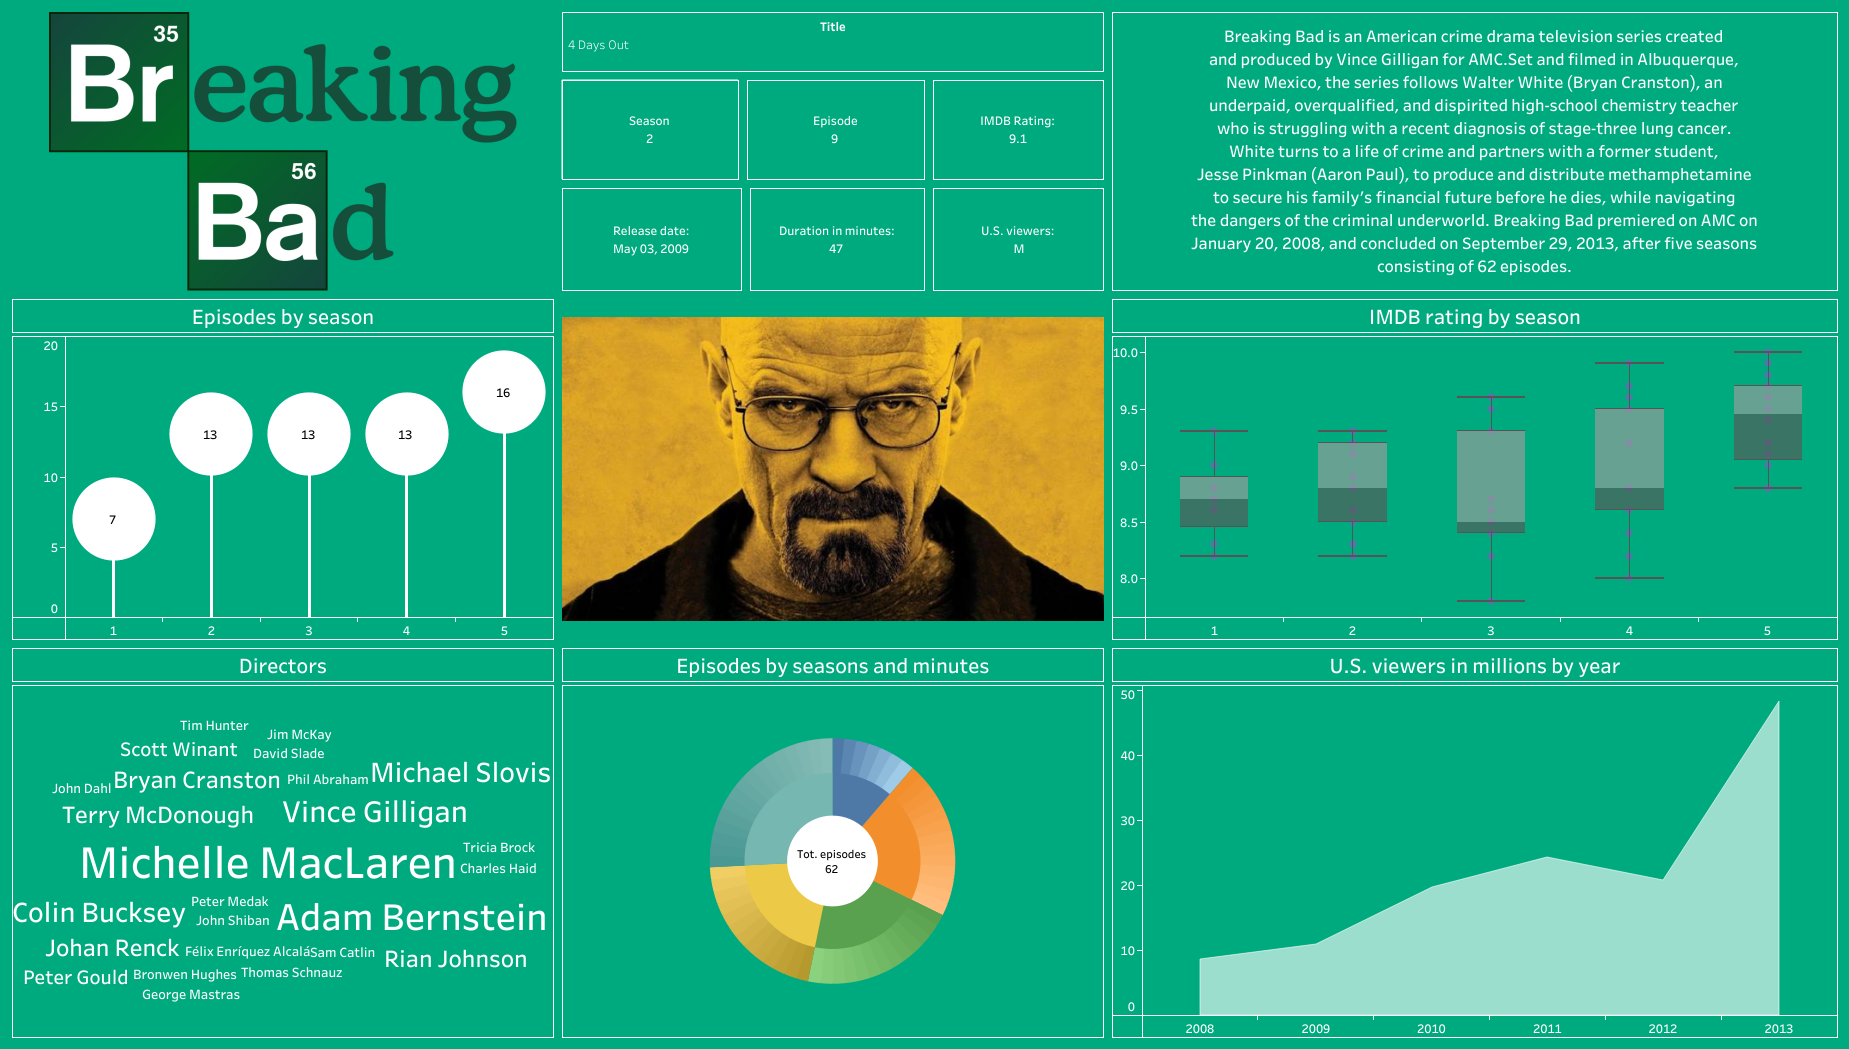 35
Breaking
56
Bad
Title
4 Days Out
Season
2
Episode
9
IMDB Rating:
9.1
Release date:
May 03, 2009
Duration in minutes:
47
U.S. viewers:
M
Breaking Bad is an American crime drama television series created
and produced by Vince Gilligan for AMC.Set and filmed in Albuquerque,
New Mexico, the series follows Walter White (Bryan Cranston), an
underpaid, overqualified, and dispirited high-school chemistry teacher
who is struggling with a recent diagnosis of stage-three lung cancer.
White turns to a life of crime and partners with a former student,
Jesse Pinkman (Aaron Paul), to produce and distribute methamphetamine
to secure his family’s financial future before he dies, while navigating
the dangers of the criminal underworld. Breaking Bad premiered on AMC on
January 20, 2008, and concluded on September 29, 2013, after five seasons
consisting of 62 episodes.
Episodes by season
20
15
10
5
0
7
13
13
13
16
1 2 3 4 5
IMDB rating by season
10.0
9.5
9.0
8.5
8.0
1 2 3 4 5
Directors
Tim Hunter
Jim McKay
Scott Winant
David Slade
Michael Slovis
Bryan Cranston
Phil Abraham
John Dahl
Terry McDonough
Vince Gilligan
Michelle MacLaren
Tricia Brock
Charles Haid
Colin Bucksey
Peter Medak
John Shiban
Adam Bernstein
Johan Renck
Félix Enríquez Alcalá
Sam Catlin
Rian Johnson
Peter Gould
Bronwen Hughes
Thomas Schnauz
George Mastras
Episodes by seasons and minutes
Tot. episodes
62
U.S. viewers in millions by year
50
40
30
20
10
0
2008 2009 2010 2011 2012 2013